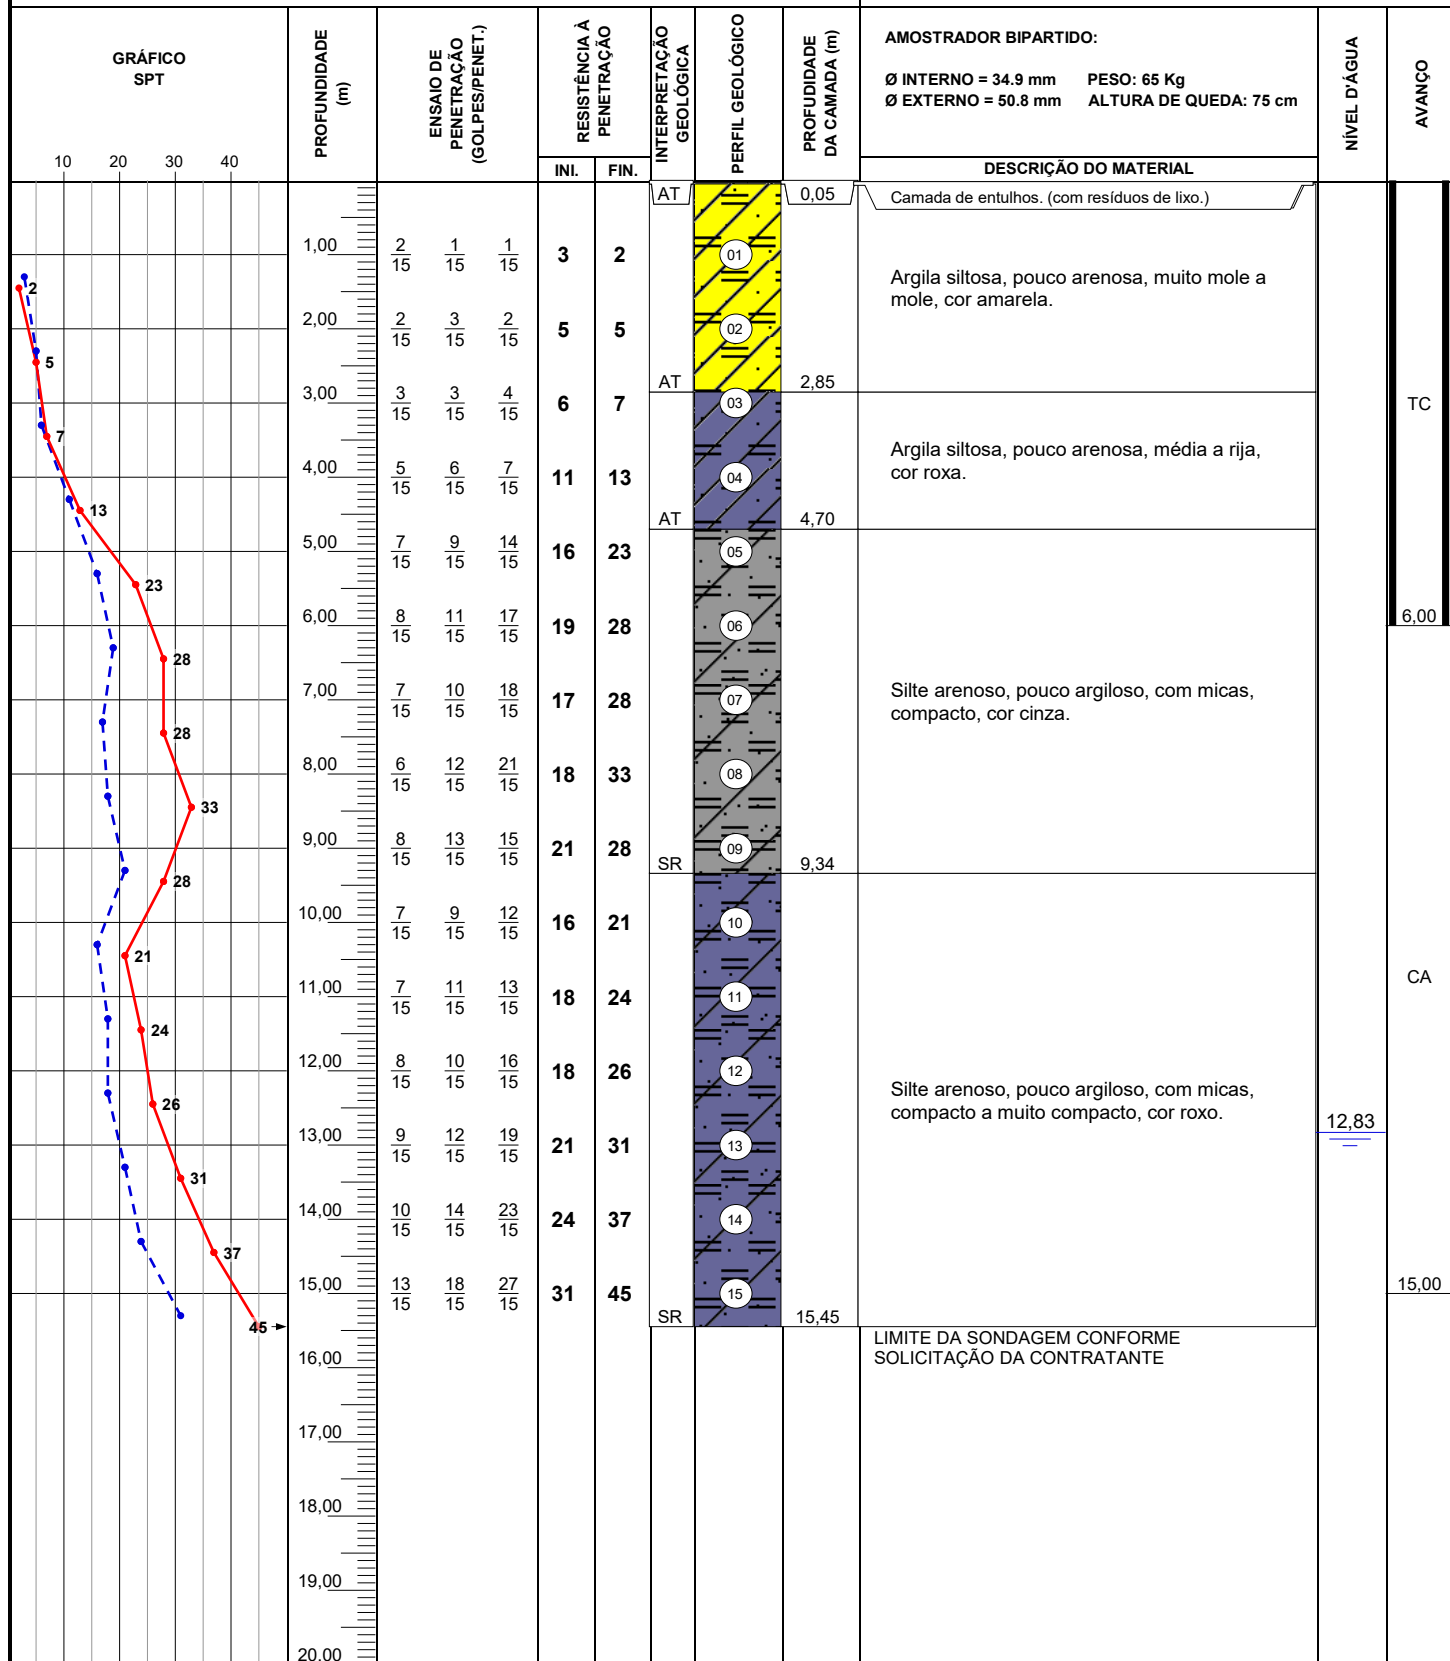 GRÁFICO
SPT
10 20 30 40
PROFUNDIDADE
(m)
ENSAIO DE
PENETRAÇÃO
(GOLPES/PENET.)
RESISTÊNCIA À
PENETRAÇÃO
INI. FIN.
INTERPRETAÇÃO
GEOLÓGICA
PERFIL GEOLÓGICO
PROFUDIDADE
DA CAMADA (m)
AMOSTRADOR BIPARTIDO:
Ø INTERNO = 34.9 mm PESO: 65 Kg
Ø EXTERNO = 50.8 mm ALTURA DE QUEDA: 75 cm
DESCRIÇÃO DO MATERIAL
NÍVEL D'ÁGUA
AVANÇO
AT 0,05 Camada de entulhos. (com resíduos de lixo.)
1,00 2/15 1/15 1/15 3 2 01
Argila siltosa, pouco arenosa, muito mole a
mole, cor amarela.
2
2,00 2/15 3/15 2/15 5 5 02
5
AT 2,85
3,00 3/15 3/15 4/15 6 7 03 TC
7
Argila siltosa, pouco arenosa, média a rija,
cor roxa.
4,00 5/15 6/15 7/15 11 13 04
13
AT 4,70
5,00 7/15 9/15 14/15 16 23 05
23
6,00 8/15 11/15 17/15 19 28 06 6,00
28
7,00 7/15 10/15 18/15 17 28 07
Silte arenoso, pouco argiloso, com micas,
compacto, cor cinza.
28
8,00 6/15 12/15 21/15 18 33 08
33
9,00 8/15 13/15 15/15 21 28 09
SR 9,34
28
10,00 7/15 9/15 12/15 16 21 10
21
CA
11,00 7/15 11/15 13/15 18 24 11
24
12,00 8/15 10/15 16/15 18 26 12
Silte arenoso, pouco argiloso, com micas,
compacto a muito compacto, cor roxo.
26
12,83
13,00 9/15 12/15 19/15 21 31 13
31
14,00 10/15 14/15 23/15 24 37 14
37
15,00 13/15 18/15 27/15 31 45 15 15,00
SR 15,45
45
LIMITE DA SONDAGEM CONFORME
SOLICITAÇÃO DA CONTRATANTE
16,00
17,00
18,00
19,00
20,00